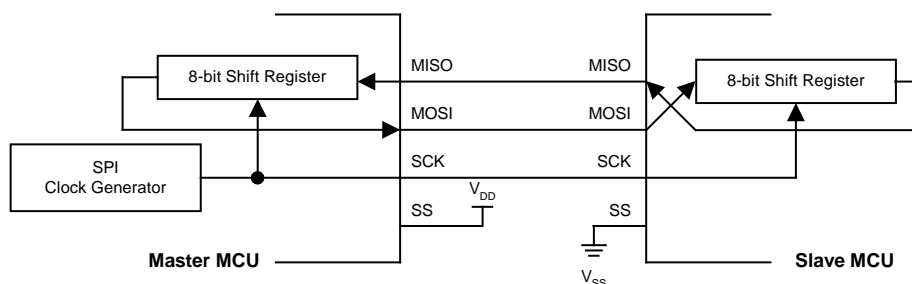 MISO
MISO
8-bit Shift Register
8-bit Shift Register
MOSI
MOSI
SPI
Clock Generator
SCK
SCK
VDD
SS
SS
Master MCU
Slave MCU
VSS